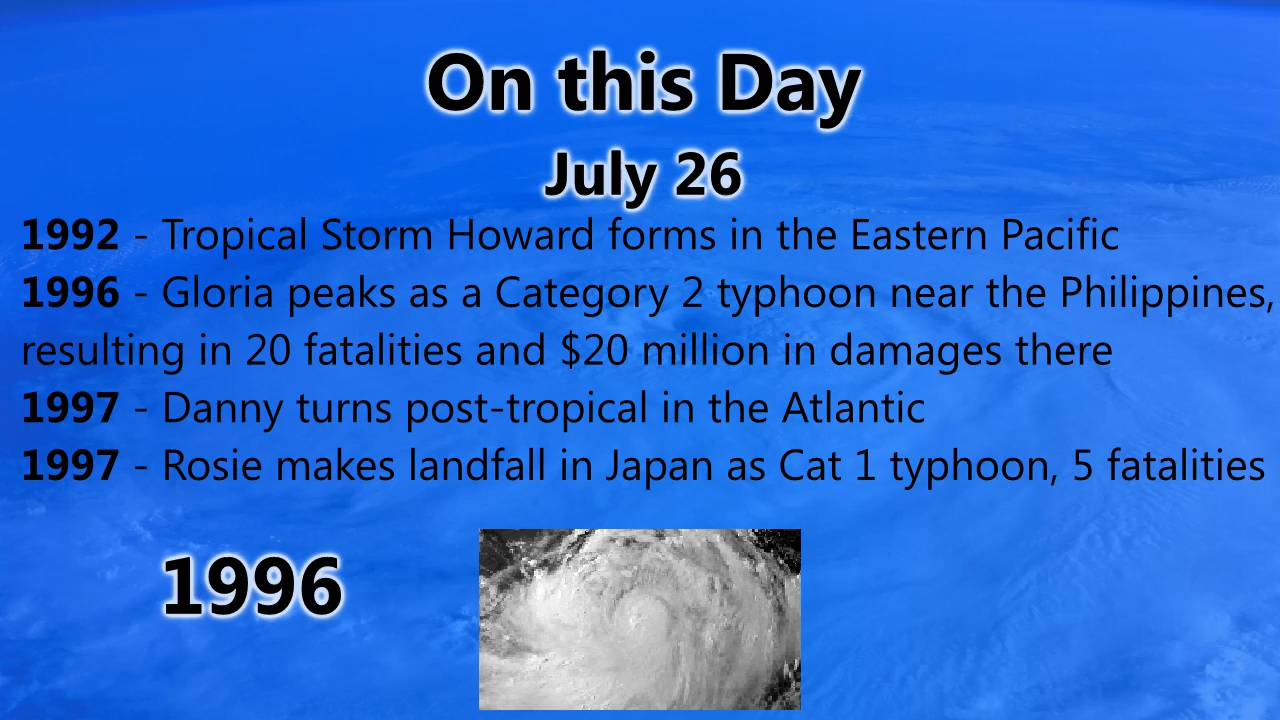 On this Day
July 26
1992 - Tropical Storm Howard forms in the Eastern Pacific
1996 - Gloria peaks as a Category 2 typhoon near the Philippines,
resulting in 20 fatalities and $20 million in damages there
1997 - Danny turns post-tropical in the Atlantic
1997 - Rosie makes landfall in Japan as Cat 1 typhoon, 5 fatalities
1996